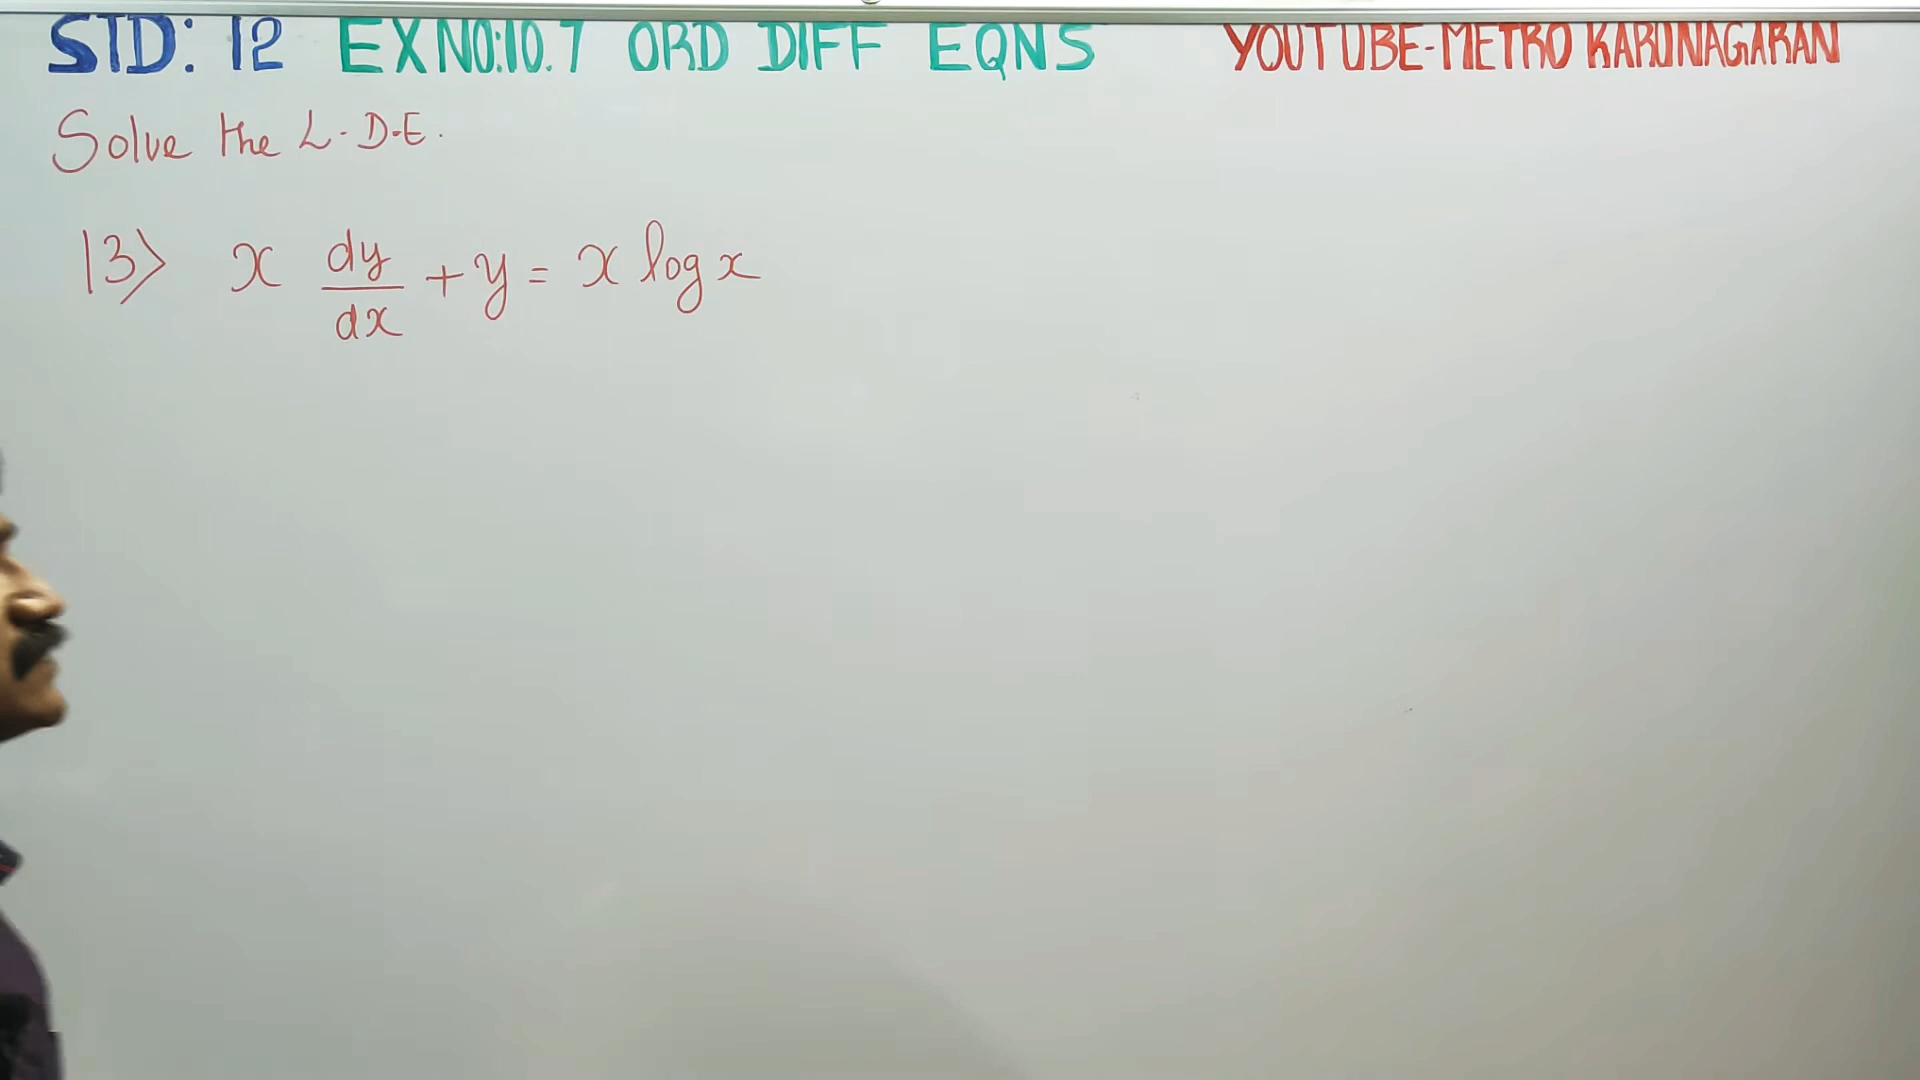 STD: 12 EX NO:10.7 ORD DIFF EQNS YOUTUBE-METRO KARUNAGARAN
Solve the L.D.E.
13> x dy/dx + y = x log x